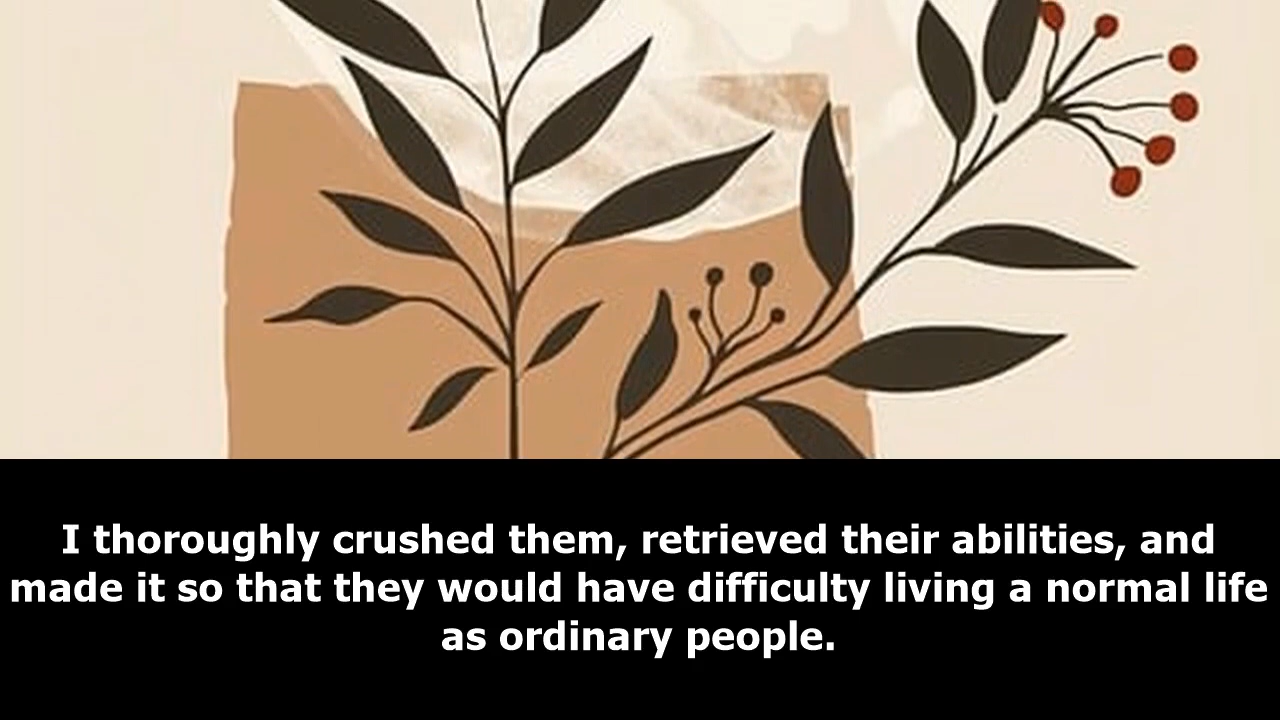 I thoroughly crushed them, retrieved their abilities, and
made it so that they would have difficulty living a normal life
as ordinary people.